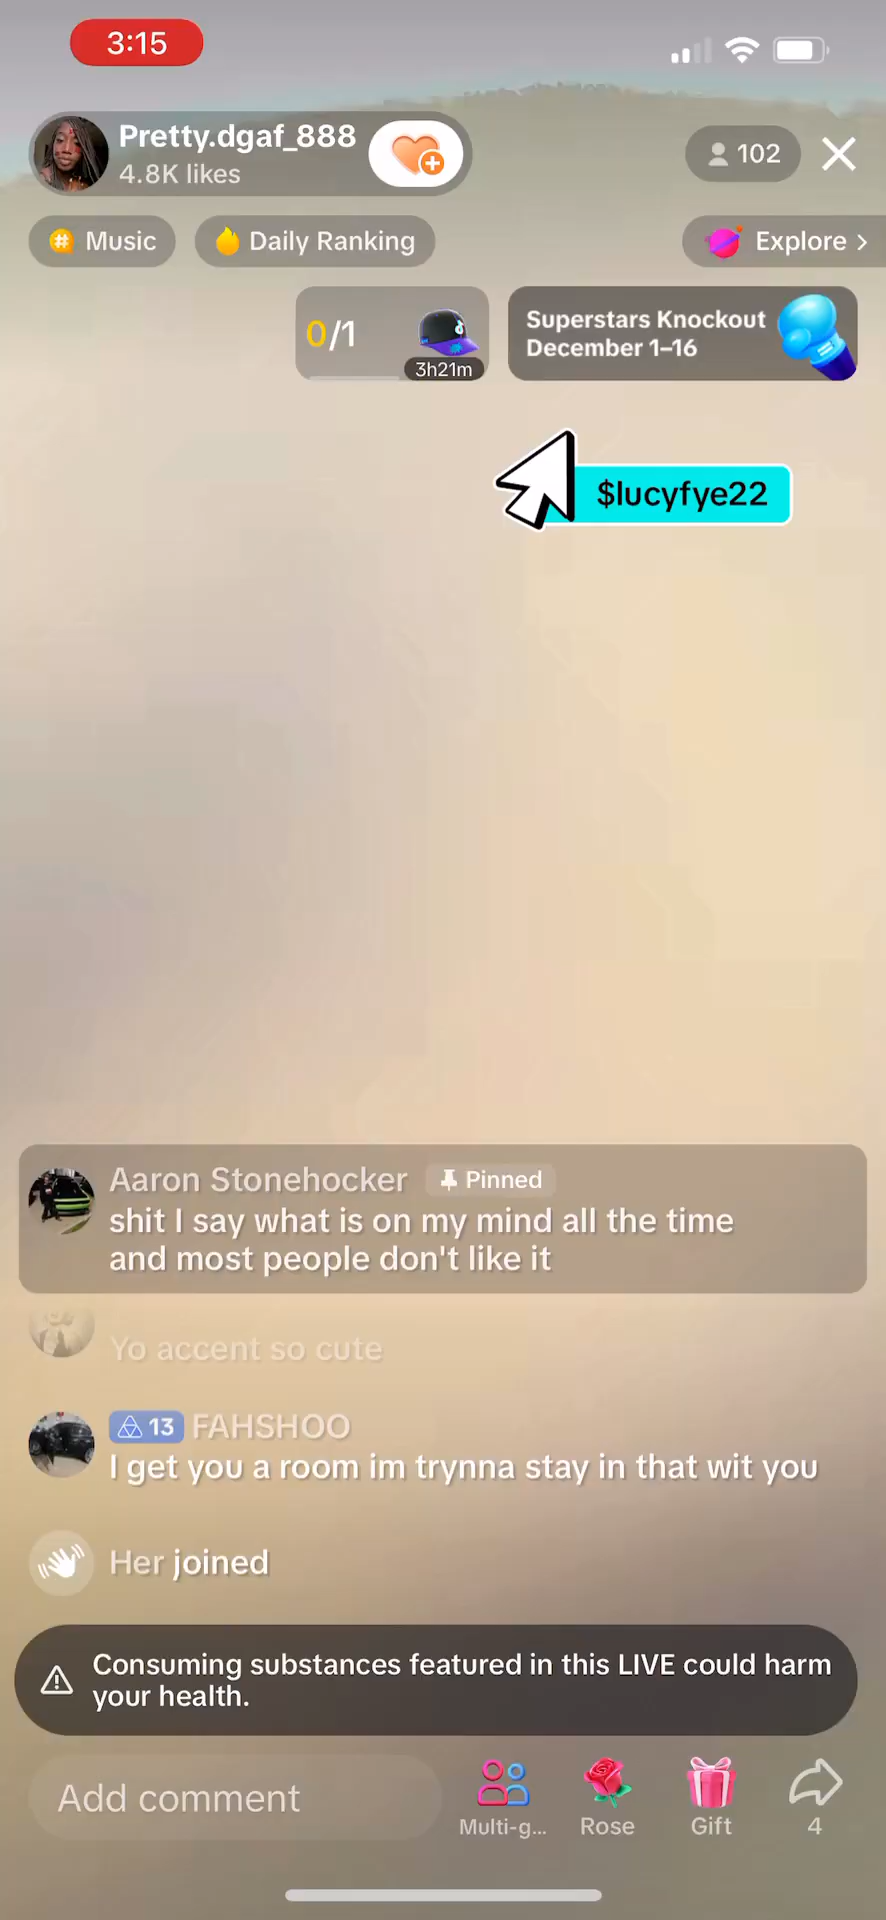 3:15
Pretty.dgaf_888
4.8K likes
102
Music
Daily Ranking
Explore >
0/1
3h21m
Superstars Knockout
December 1–16
$lucyfye22
Aaron Stonehocker Pinned
shit I say what is on my mind all the time
and most people don't like it
Yo accent so cute
13 FAHSHOO
I get you a room im trynna stay in that wit you
Her joined
Consuming substances featured in this LIVE could harm
your health.
Add comment
Multi-g...
Rose
Gift
4